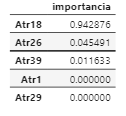 importancia
Atr18 0.942876
Atr26 0.045491
Atr39 0.011633
Atr1 0.000000
Atr29 0.000000